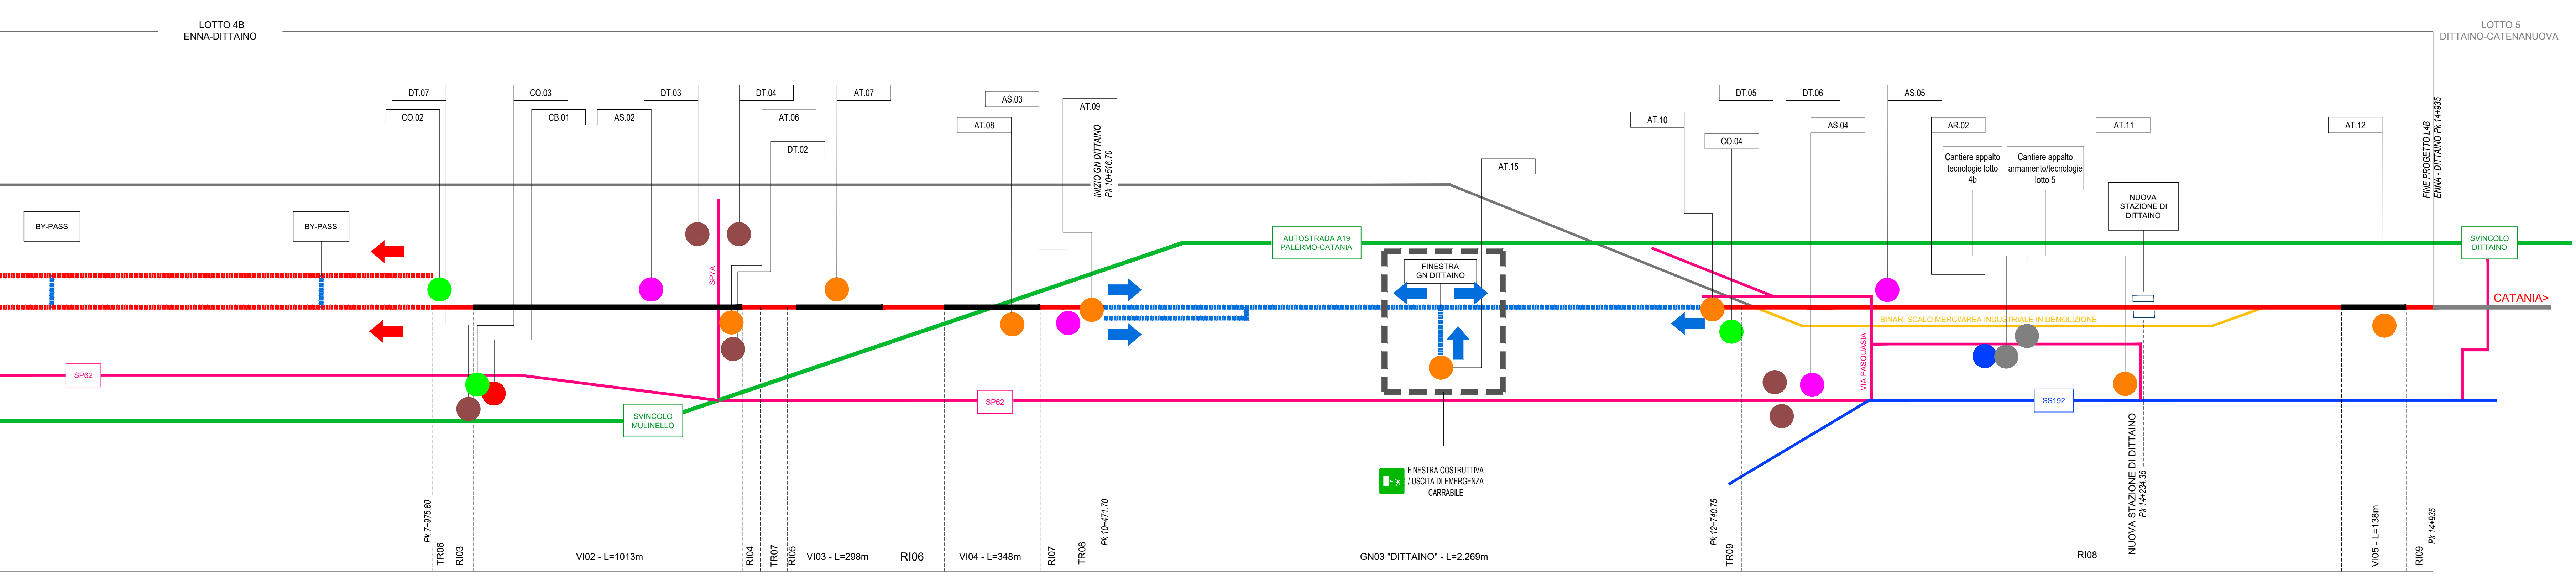 LOTTO 4B
ENNA-DITTAINO
LOTTO 5
DITTAINO-CATENANUOVA
DT.07
CO.03
DT.03
DT.04
AT.07
AS.03
AT.09
DT.05
DT.06
AS.05
CO.02
CB.01
AS.02
AT.06
AT.08
AT.10
AS.04
AR.02
AT.11
AT.12
DT.02
CO.04
AT.15
INIZIO GN DITTAINO
Pk 10+516.70
FINE PROGETTO L4B
ENNA - DITTAINO Pk 14+935
Cantiere appalto
tecnologie lotto
4b
Cantiere appalto
armamento/tecnologie
lotto 5
NUOVA
STAZIONE DI
DITTAINO
BY-PASS
BY-PASS
AUTOSTRADA A19
PALERMO-CATANIA
SVINCOLO
DITTAINO
SP7A
FINESTRA
GN DITTAINO
CATANIA>
BINARI SCALO MERCI/AREA INDUSTRIALE IN DEMOLIZIONE
VIA PASQUASIA
SP62
SP62
SS192
SVINCOLO
MULINELLO
FINESTRA COSTRUTTIVA
/ USCITA DI EMERGENZA
CARRABILE
Pk 7+975.80
Pk 10+471.70
Pk 12+740.75
NUOVA STAZIONE DI DITTAINO
Pk 14+234.35
Pk 14+935
TR06
RI03
VI02 - L=1013m
RI04
TR07
RI05
VI03 - L=298m
RI06
VI04 - L=348m
RI07
TR08
GN03 "DITTAINO" - L=2.269m
TR09
RI08
VI05 - L=138m
RI09